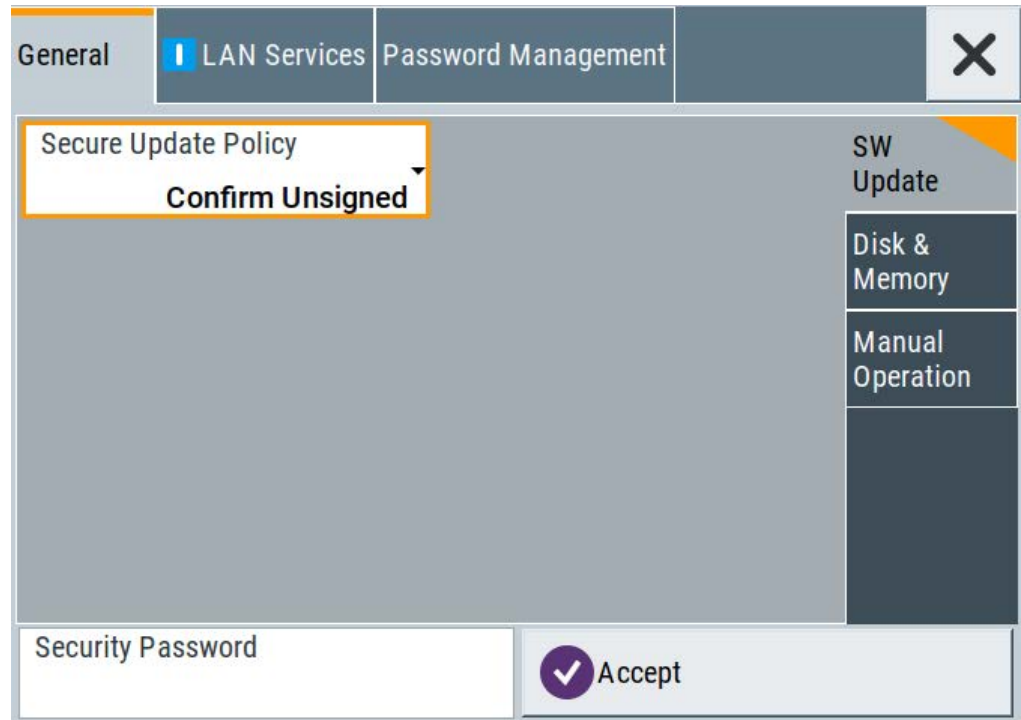 General
I LAN Services
Password Management
Secure Update Policy
Confirm Unsigned
SW
Update
Disk &
Memory
Manual
Operation
Security Password
Accept